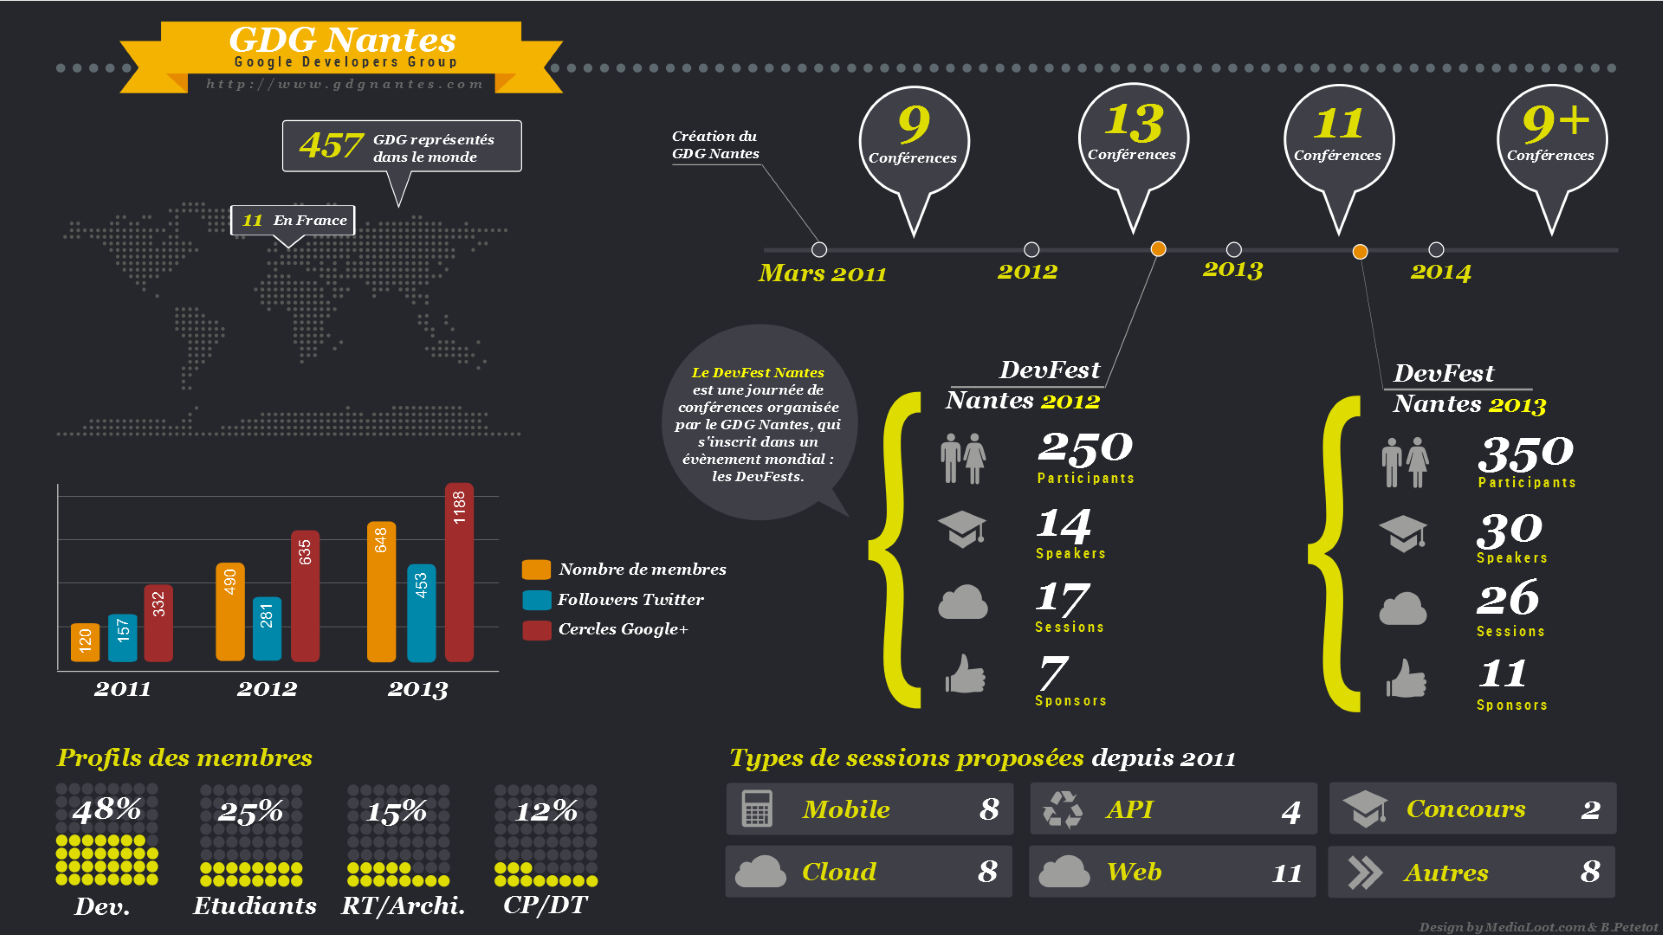 GDG Nantes
Google Developers Group
http://www.gdgnantes.com
457 GDG représentés
dans le monde
11 En France
Création du
GDG Nantes
9
Conférences
13
Conférences
11
Conférences
9+
Conférences
Mars 2011
2012
2013
2014
Le DevFest Nantes
est une journée de
conférences organisée
par le GDG Nantes, qui
s'inscrit dans un
évènement mondial :
les DevFests.
DevFest
Nantes 2012
250
Participants
14
Speakers
17
Sessions
7
Sponsors
DevFest
Nantes 2013
350
Participants
30
Speakers
26
Sessions
11
Sponsors
120
157
332
490
281
635
648
453
1188
2011
2012
2013
Nombre de membres
Followers Twitter
Cercles Google+
Profils des membres
48%
Dev.
25%
Etudiants
15%
RT/Archi.
12%
CP/DT
Types de sessions proposées depuis 2011
Mobile 8
API 4
Concours 2
Cloud 8
Web 11
Autres 8
Design by MediaLoot.com & B.Petetot